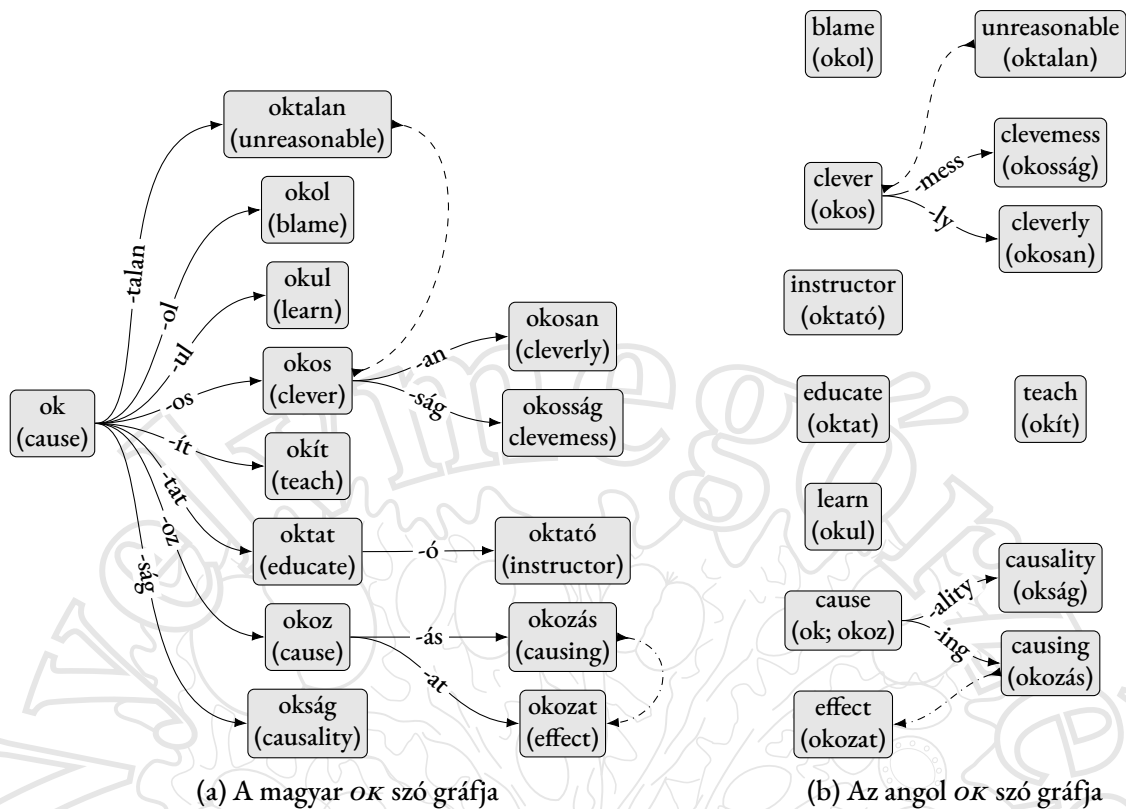 oktalan
(unreasonable)
okol
(blame)
okul
(learn)
okos
(clever)
okít
(teach)
oktat
(educate)
okoz
(cause)
okság
(causality)
ok
(cause)
-talan
-ol
-ul
-os
-ít
-tat
-oz
-ság
okosan
(cleverly)
okosság
clevemess)
oktató
(instructor)
okozás
(causing)
okozat
(effect)
-an
-ság
-ó
-ás
-at
(a) A magyar OK szó gráfja
blame
(okol)
unreasonable
(oktalan)
clever
(okos)
-mess
-ly
clevemess
(okosság)
cleverly
(okosan)
instructor
(oktató)
educate
(oktat)
teach
(okít)
learn
(okul)
cause
(ok; okoz)
-ality
-ing
causality
(okság)
causing
(okozás)
effect
(okozat)
(b) Az angol OK szó gráfja